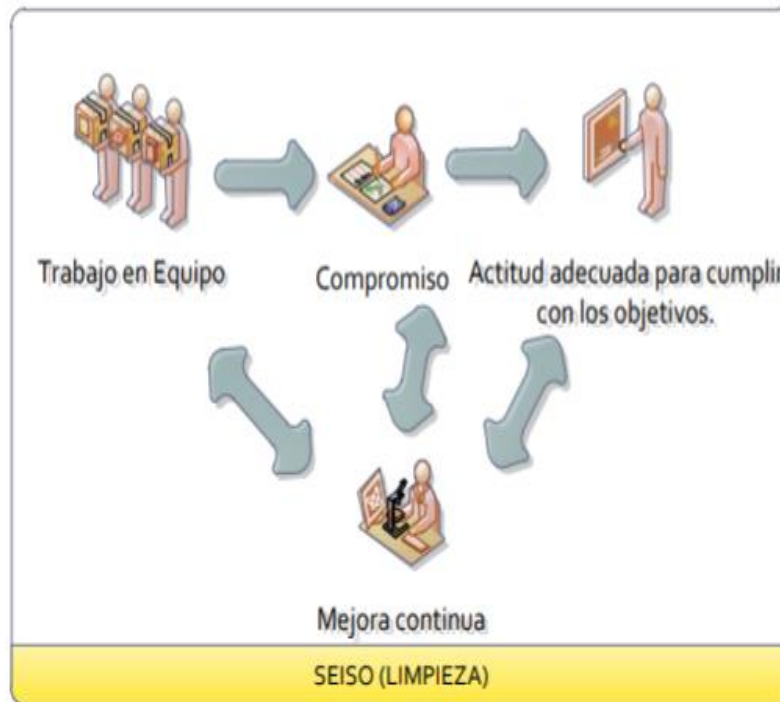 Trabajo en Equipo
Compromiso
Actitud adecuada para cumplir
con los objetivos.
Mejora continua
SEISO (LIMPIEZA)